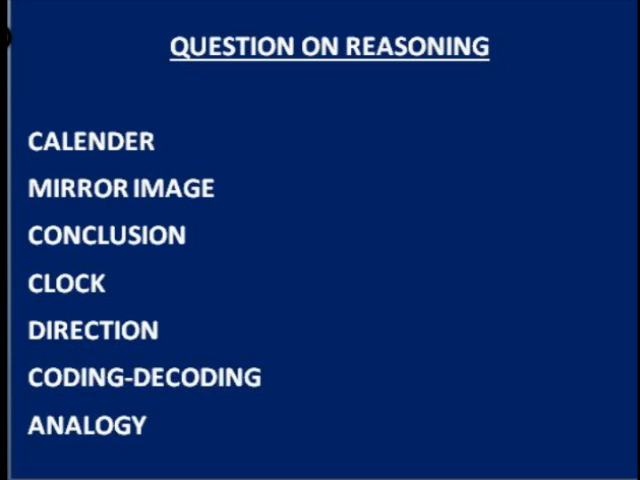 QUESTION ON REASONING
CALENDER
MIRROR IMAGE
CONCLUSION
CLOCK
DIRECTION
CODING-DECODING
ANALOGY